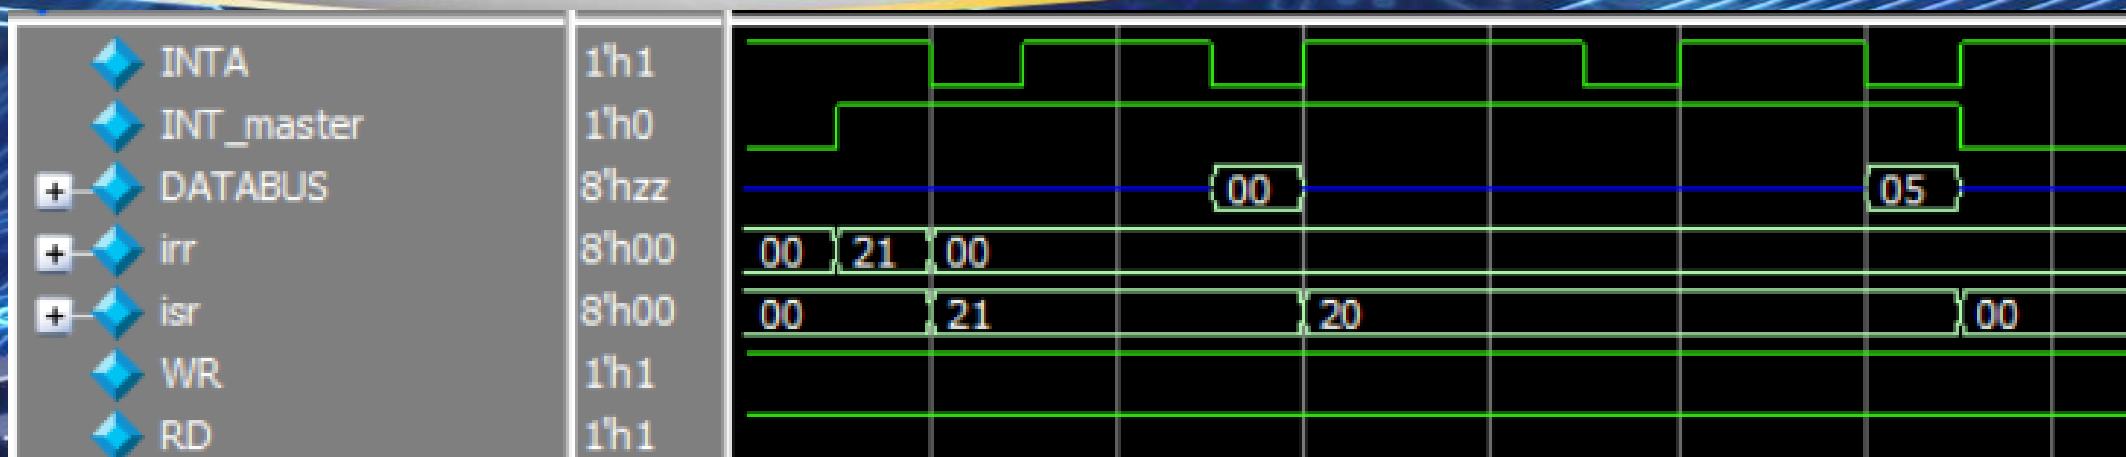 INTA 1'h1
INT_master 1'h0
DATABUS 8'hzz 00 05
irr 8'h00 00 21 00
isr 8'h00 00 21 20 00
WR 1'h1
RD 1'h1